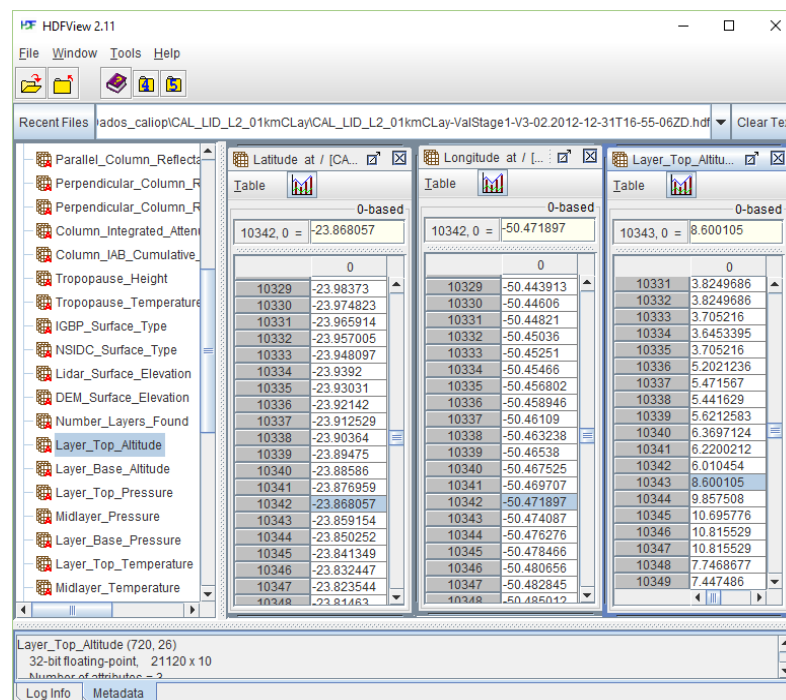 HDFView 2.11
File Window Tools Help
Recent Files ados_caliop\CAL_LID_L2_01kmCLay\CAL_LID_L2_01kmCLay-ValStage1-V3-02.2012-12-31T16-55-06ZD.hdf Clear Te
Parallel_Column_Reflecta
Perpendicular_Column_R
Perpendicular_Column_R
Column_Integrated_Atten
Column_IAB_Cumulative_
Tropopause_Height
Tropopause_Temperature
IGBP_Surface_Type
NSIDC_Surface_Type
Lidar_Surface_Elevation
DEM_Surface_Elevation
Number_Layers_Found
Layer_Top_Altitude
Layer_Base_Altitude
Layer_Top_Pressure
Midlayer_Pressure
Layer_Base_Pressure
Layer_Top_Temperature
Midlayer_Temperature
Latitude at / [CA...
Table
0-based
10342, 0 = -23.868057
0
10329 -23.98373
10330 -23.974823
10331 -23.965914
10332 -23.957005
10333 -23.948097
10334 -23.9392
10335 -23.93031
10336 -23.92142
10337 -23.912529
10338 -23.90364
10339 -23.89475
10340 -23.88586
10341 -23.876959
10342 -23.868057
10343 -23.859154
10344 -23.850252
10345 -23.841349
10346 -23.832447
10347 -23.823544
10348 -23.81463
Longitude at / [...
Table
0-based
10342, 0 = -50.471897
0
10329 -50.443913
10330 -50.44606
10331 -50.44821
10332 -50.45036
10333 -50.45251
10334 -50.45466
10335 -50.456802
10336 -50.458946
10337 -50.46109
10338 -50.463238
10339 -50.46538
10340 -50.467525
10341 -50.469707
10342 -50.471897
10343 -50.474087
10344 -50.476276
10345 -50.478466
10346 -50.480656
10347 -50.482845
10348 -50.485012
Layer_Top_Altitu...
Table
0-based
10343, 0 = 8.600105
0
10331 3.8249686
10332 3.8249686
10333 3.705216
10334 3.6453395
10335 3.705216
10336 5.2021236
10337 5.471567
10338 5.441629
10339 5.6212583
10340 6.3697124
10341 6.2200212
10342 6.010454
10343 8.600105
10344 9.857508
10345 10.695776
10346 10.815529
10347 10.815529
10348 7.7468677
10349 7.447486
Layer_Top_Altitude (720, 26)
32-bit floating-point, 21120 x 10
Number of attributes = 3
Log Info Metadata